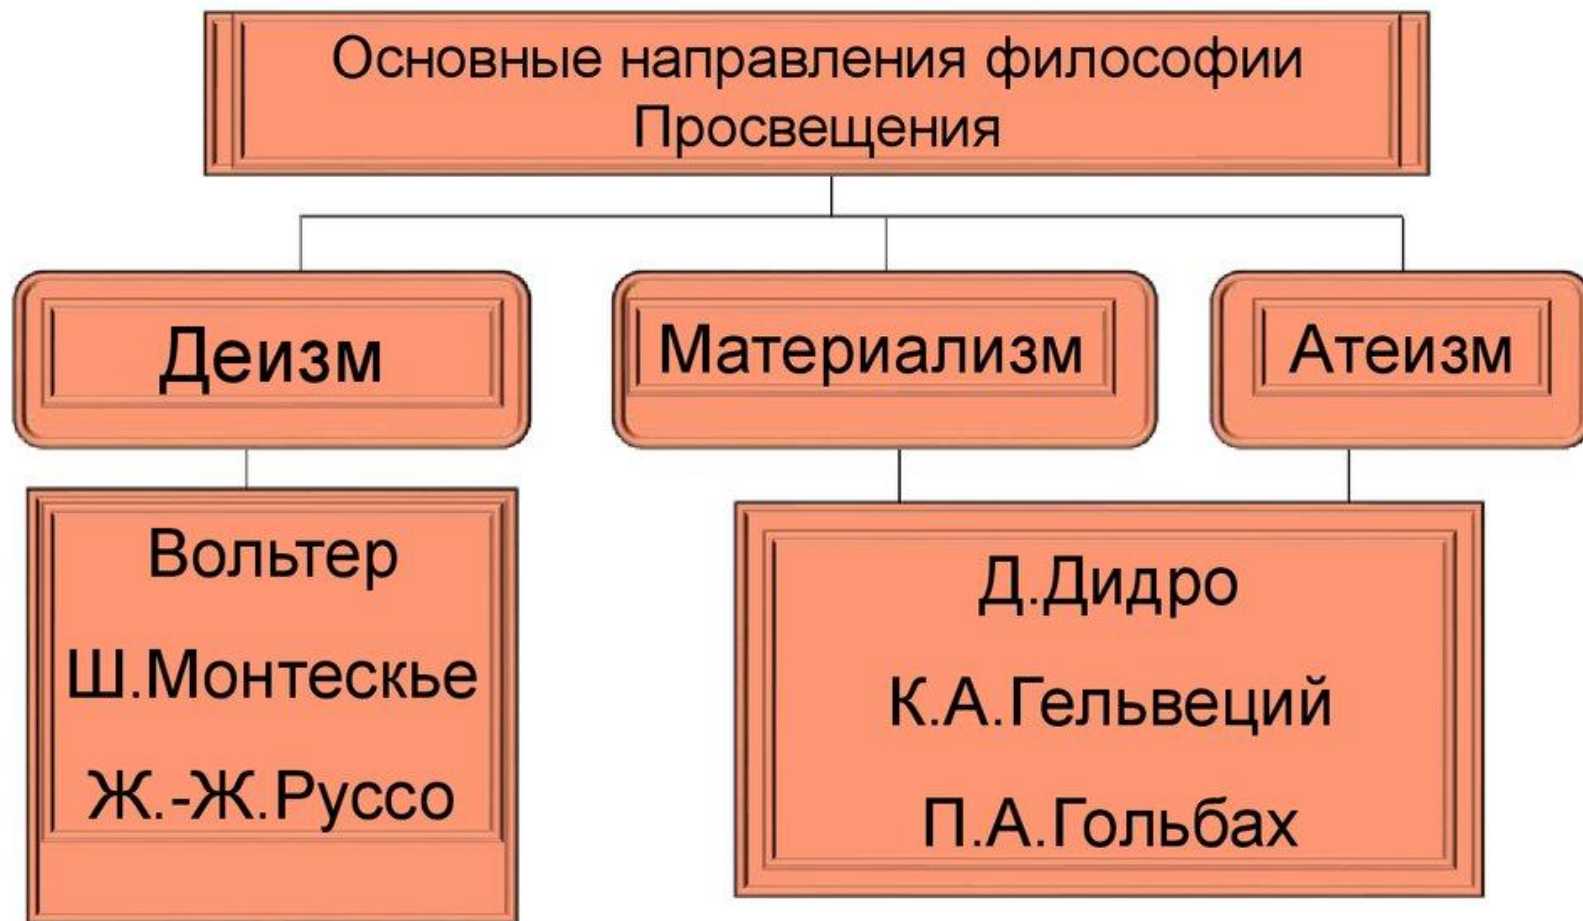 Основные направления философии
Просвещения
Деизм
Материализм
Атеизм
Вольтер
Ш.Монтескье
Ж.-Ж.Руссо
Д.Дидро
К.А.Гельвеций
П.А.Гольбах